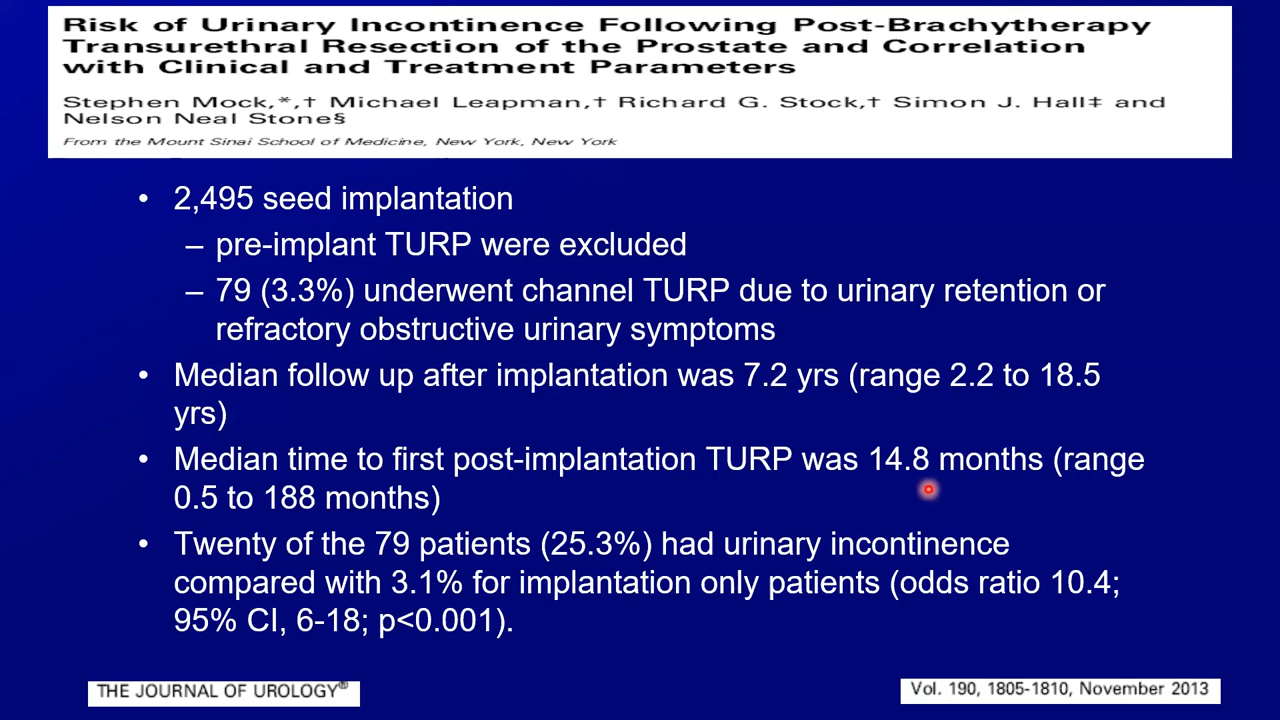 Risk of Urinary Incontinence Following Post-Brachytherapy
Transurethral Resection of the Prostate and Correlation
with Clinical and Treatment Parameters
Stephen Mock,*,† Michael Leapman,† Richard G. Stock,† Simon J. Hall‡ and
Nelson Neal Stone§
From the Mount Sinai School of Medicine, New York, New York
• 2,495 seed implantation
– pre-implant TURP were excluded
– 79 (3.3%) underwent channel TURP due to urinary retention or
refractory obstructive urinary symptoms
• Median follow up after implantation was 7.2 yrs (range 2.2 to 18.5
yrs)
• Median time to first post-implantation TURP was 14.8 months (range
0.5 to 188 months)
• Twenty of the 79 patients (25.3%) had urinary incontinence
compared with 3.1% for implantation only patients (odds ratio 10.4;
95% CI, 6-18; p<0.001).
THE JOURNAL OF UROLOGY®
Vol. 190, 1805-1810, November 2013